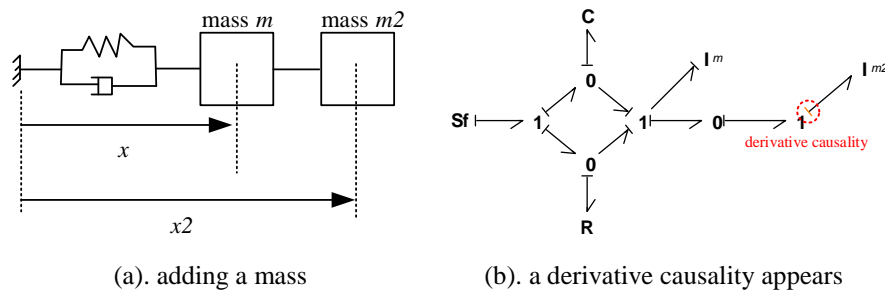 mass m
mass m2
x
x2
(a). adding a mass
C
I m
I m2
0
Sf
1
1
0
1
derivative causality
0
R
(b). a derivative causality appears